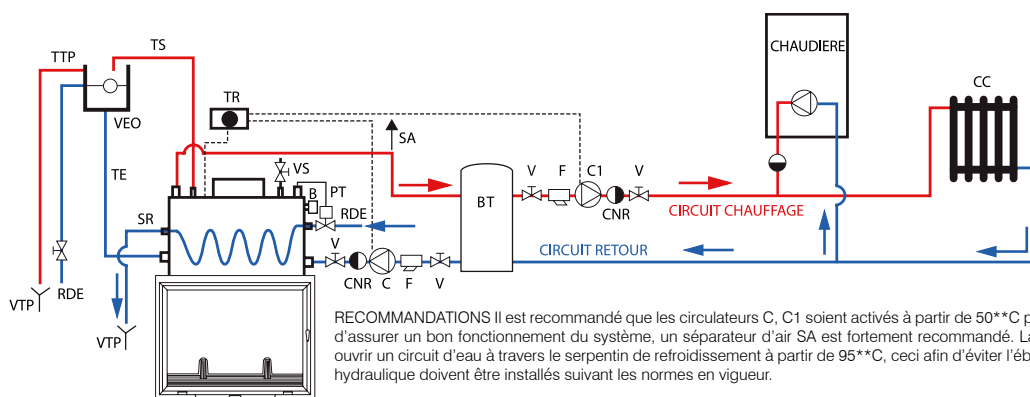 TTP
TS
CHAUDIERE
CC
TR
SA
VEO
VS
TE
B
PT
V
F
C1
V
BT
CNR
SR
RDE
CIRCUIT CHAUFFAGE
V
CIRCUIT RETOUR
CNR
C
F
V
VTP
RDE
VTP
RECOMMANDATIONS Il est recommandé que les circulateurs C, C1 soient activés à partir de 50**C p
d'assurer un bon fonctionnement du système, un séparateur d'air SA est fortement recommandé. La
ouvrir un circuit d'eau à travers le serpentin de refroidissement à partir de 95**C, ceci afin d'éviter l'éb
hydraulique doivent être installés suivant les normes en vigueur.